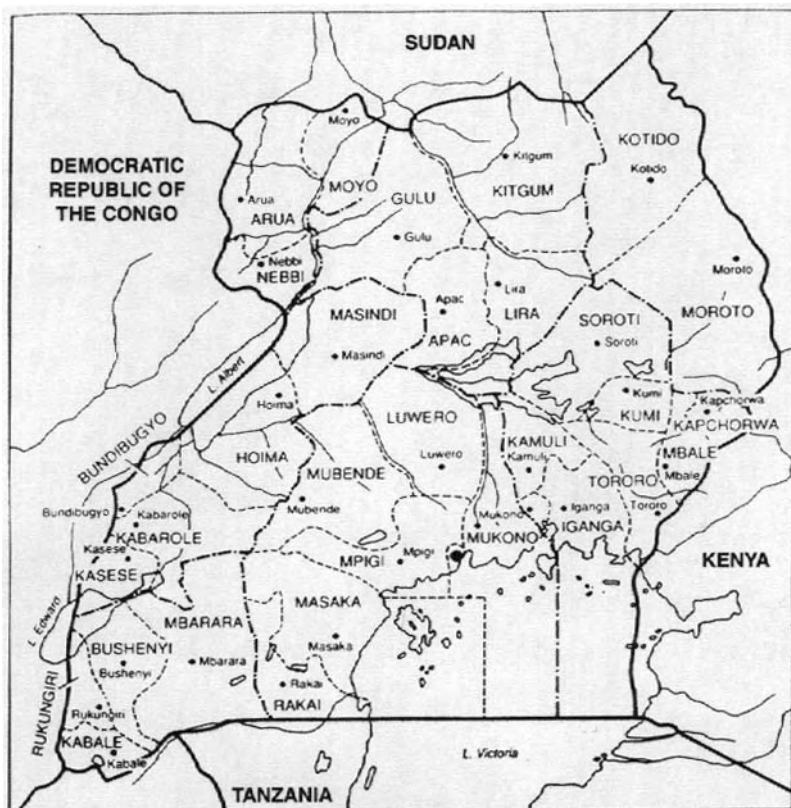 SUDAN
Moyo
KOTIDO
DEMOCRATIC
REPUBLIC OF
THE CONGO
Kitgum
Kotido
MOYO
KITGUM
GULU
Arua
ARUA
Gulu
Nebbi
NEBBI
Moroto
Lira
Apac
MASINDI
LIRA
SOROTI
MOROTO
APAC
Soroti
Masindi
L. Albert
Kumi
Kapchorwa
Hoima
KUMI
KAPCHORWA
LUWERO
BUNDIBUGYO
KAMULI
MBALE
HOIMA
Kamuli
MUBENDE
Luwero
TORORO
Mbale
Mubende
Bundibugyo
Kabarole
Mukono
Iganga
Tororo
KABAROLE
MUKONO
IGANGA
Kasese
MPIGI
Mpigi
KENYA
KASESE
MASAKA
L. Edward
MBARARA
BUSHENYI
Masaka
Bushenyi
Mbarara
Rakai
RUKUNGIRI
Rukungiri
RAKAI
KABALE
Kabale
L. Victoria
TANZANIA